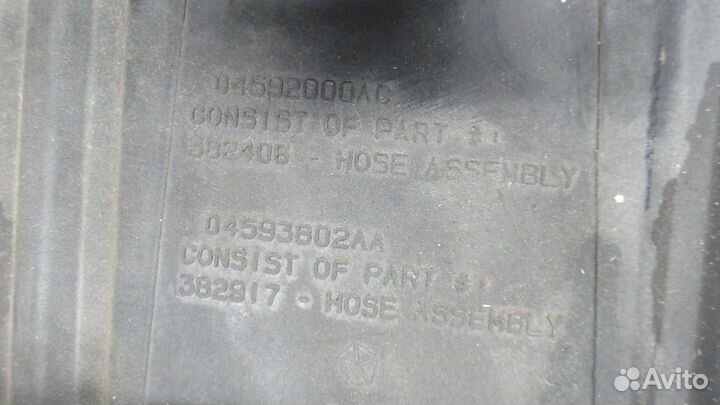 04592000AC
CONSIST OF PART #:
382406 - HOSE ASSEMBLY
04593802AA
CONSIST OF PART #:
382917 - HOSE ASSEMBLY
Avito